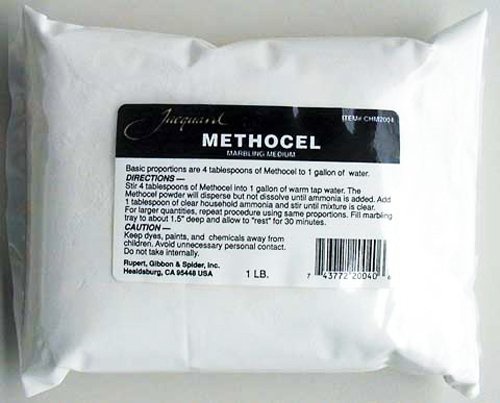 Jacquard
ITEM# CHM2004
METHOCEL
MARBLING MEDIUM
Basic proportions are 4 tablespoons of Methocel to 1 gallon of water.
DIRECTIONS —
Stir 4 tablespoons of Methocel into 1 gallon of warm tap water. The
Methocel powder will disperse but not dissolve until ammonia is added. Add
1 tablespoon of clear household ammonia and stir until mixture is clear.
For larger quantities, repeat procedure using same proportions. Fill marbling
tray to about 1.5" deep and allow to "rest" for 30 minutes.
CAUTION —
Keep dyes, paints, and chemicals away from
children. Avoid unnecessary personal contact.
Do not take internally.
Rupert, Gibbon & Spider, Inc.
Healdsburg, CA 95448 USA
1 LB.
7 43772 20040 6